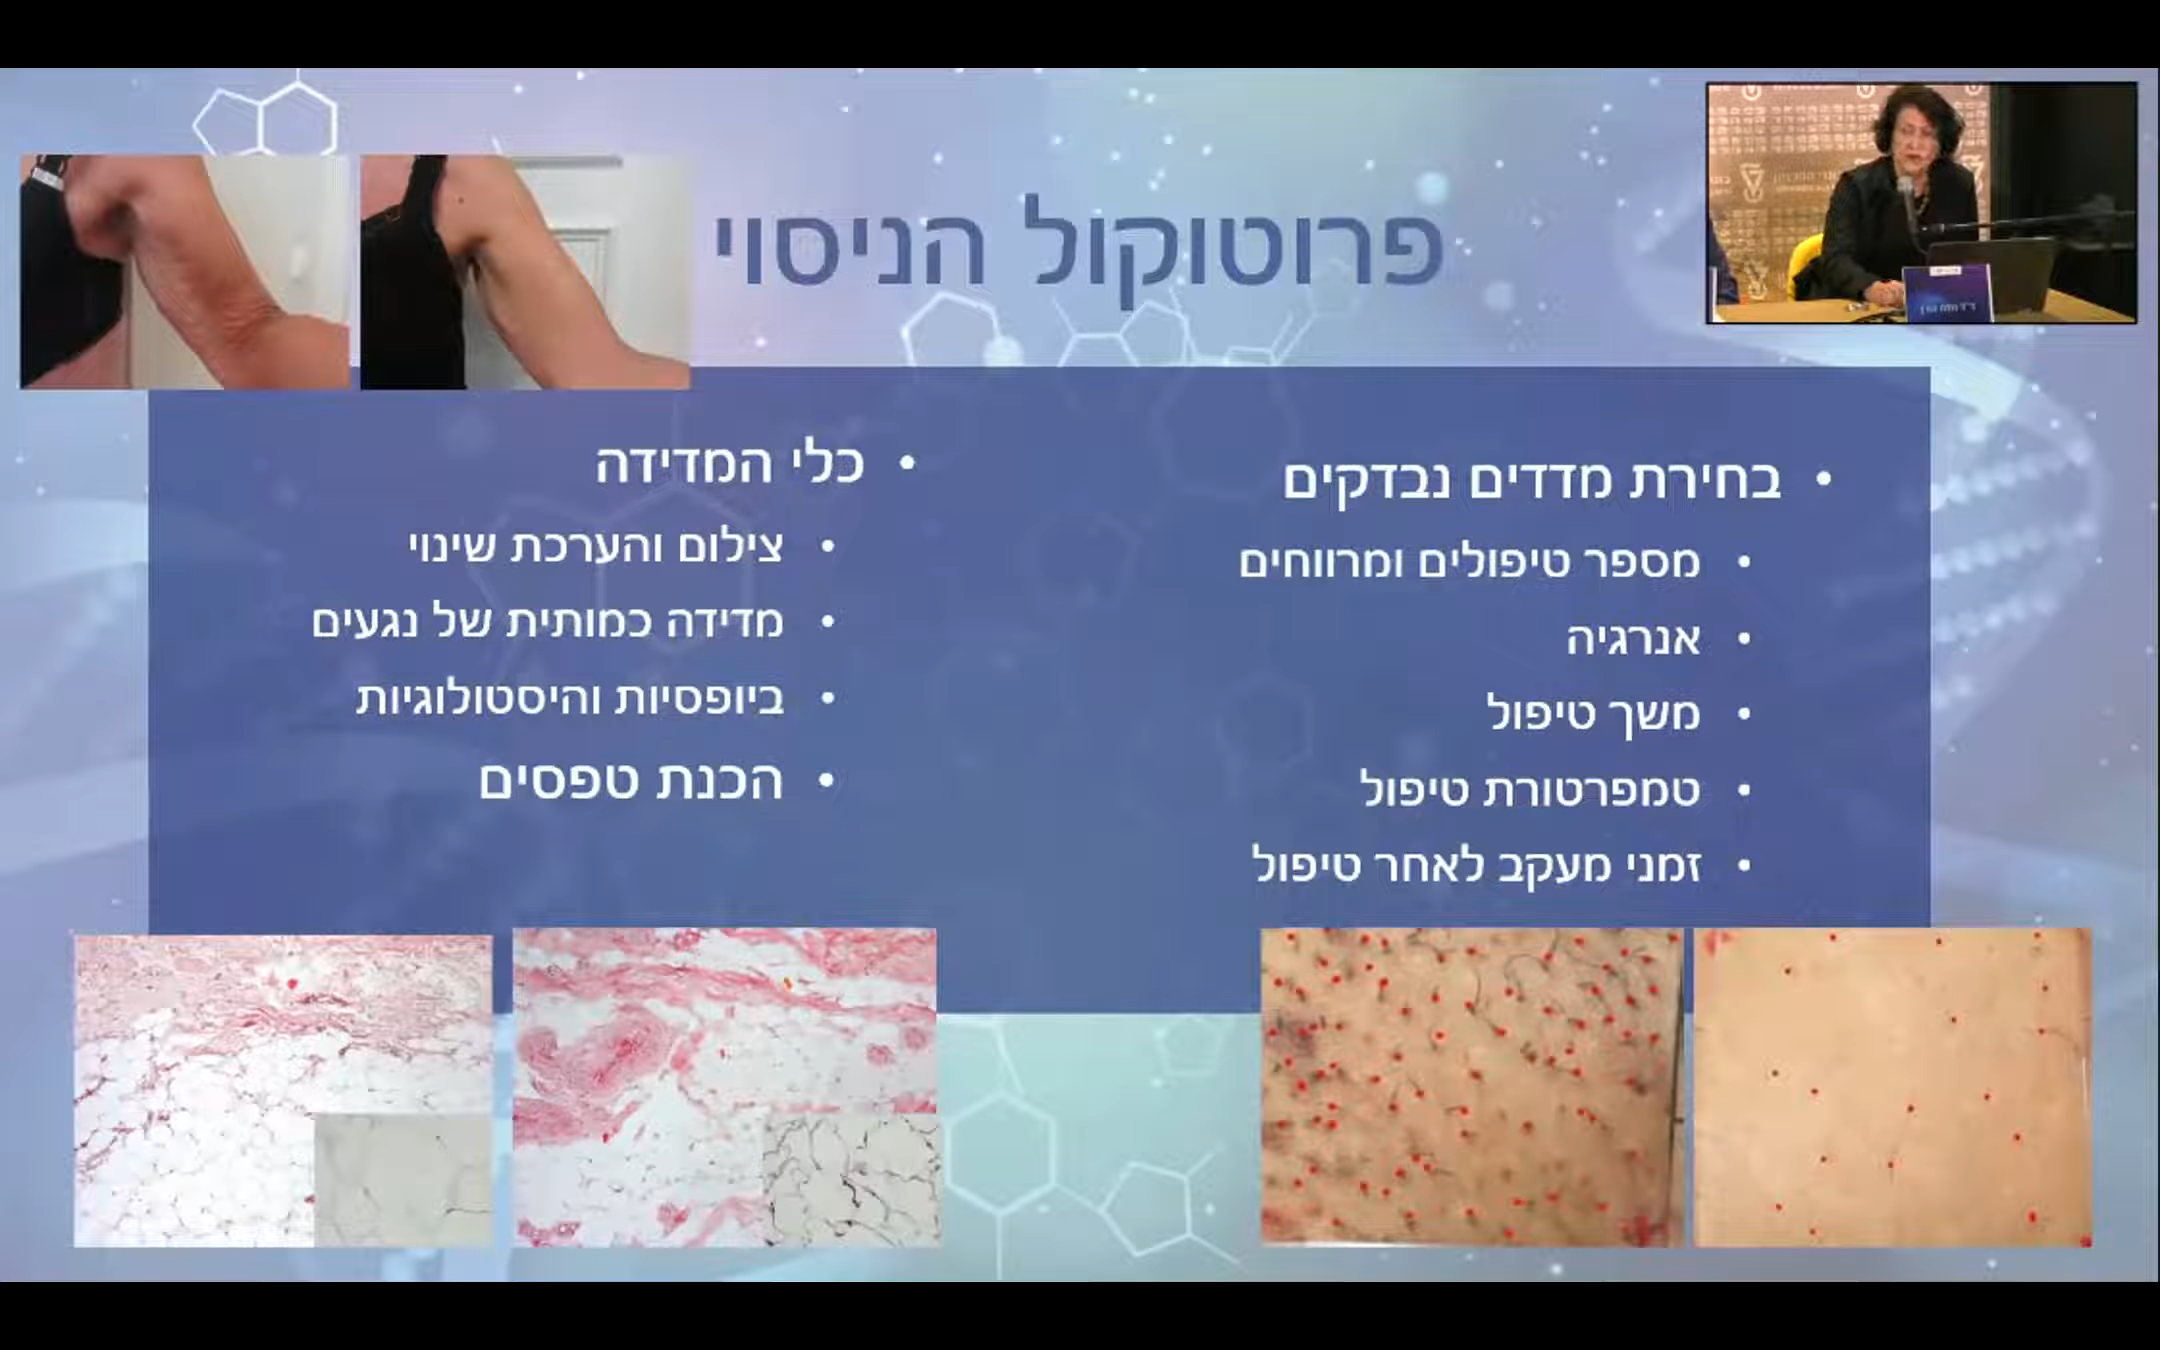 פרוטוקול הניסוי
בחירת מדדים נבדקים
מספר טיפולים ומרווחים
אנרגיה
משך טיפול
טמפרטורת טיפול
זמני מעקב לאחר טיפול
כלי המדידה
צילום והערכת שינוי
מדידה כמותית של נגעים
ביופסיות והיסטולוגיות
הכנת טפסים